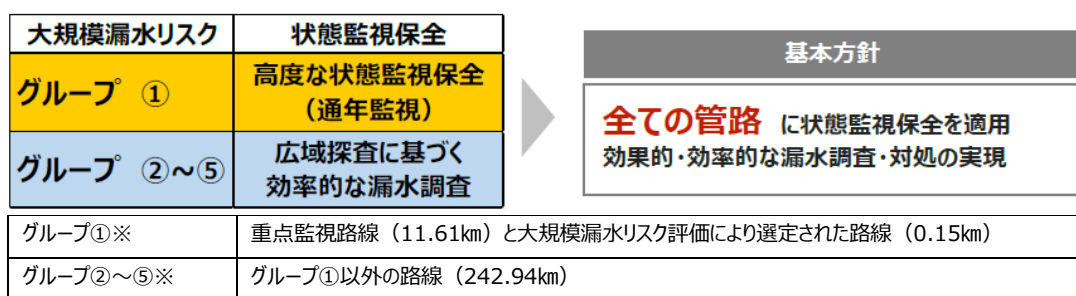 大規模漏水リスク 状態監視保全
グループ ① 高度な状態監視保全
（通年監視）
グループ ②～⑤ 広域探査に基づく
効率的な漏水調査
基本方針
全ての管路 に状態監視保全を適用
効果的・効率的な漏水調査・対処の実現
グループ①※ 重点監視路線（11.61㎞）と大規模漏水リスク評価により選定された路線（0.15㎞）
グループ②～⑤※ グループ①以外の路線（242.94㎞）